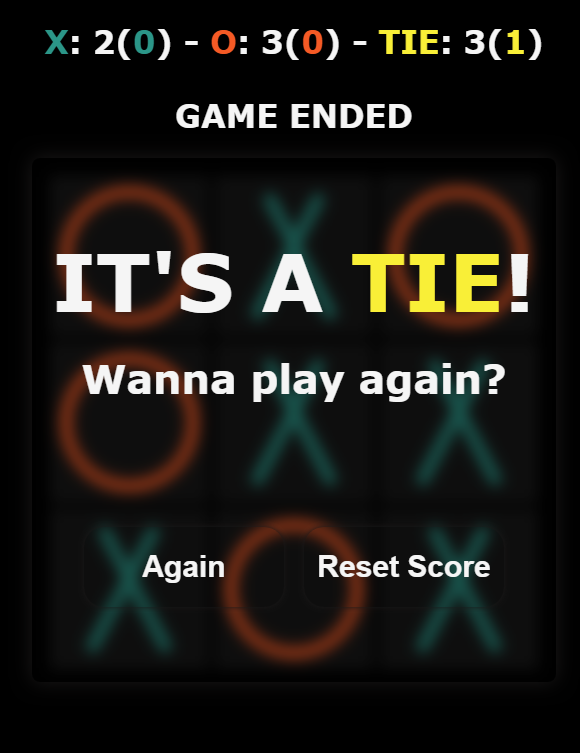 X: 2(0) – O: 3(0) – TIE: 3(1)
GAME ENDED
IT'S A TIE!
Wanna play again?
Again Reset Score